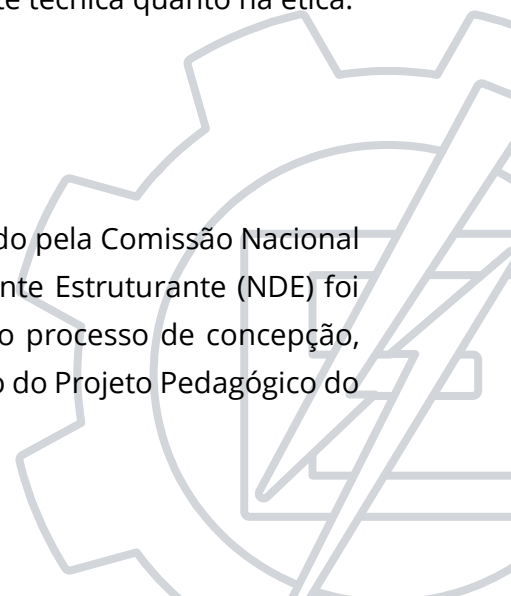 te técnica quanto na ética.
do pela Comissão Nacional
nte Estruturante (NDE) foi
o processo de concepção,
o do Projeto Pedagógico do